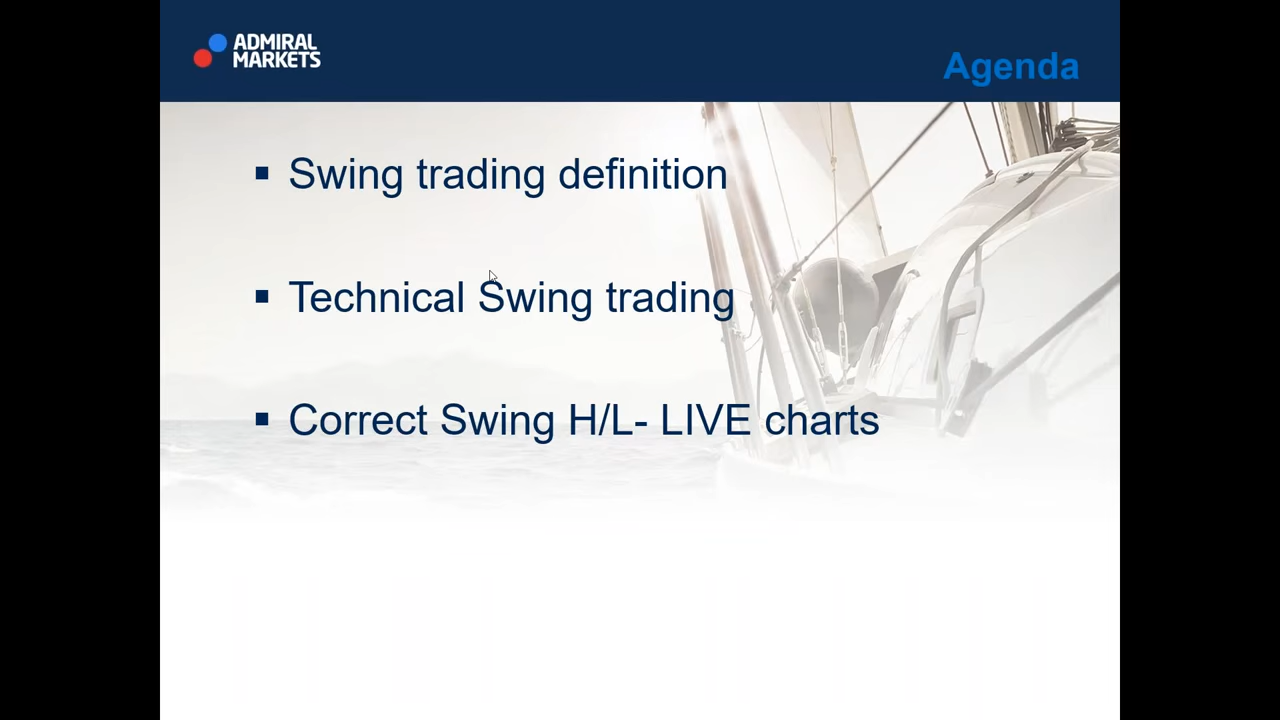 ADMIRAL
MARKETS
Agenda
▪ Swing trading definition
▪ Technical Swing trading
▪ Correct Swing H/L- LIVE charts